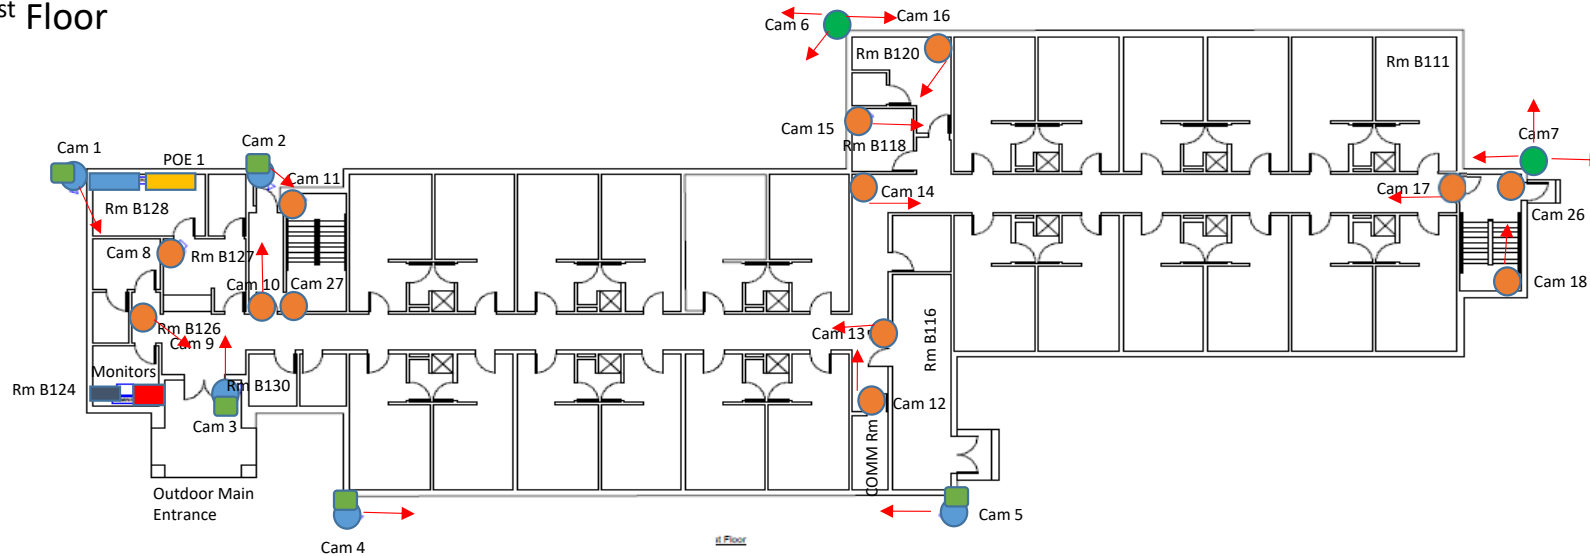 st Floor
Cam 6
Cam 16
Rm B120
Rm B111
Cam 15
Rm B118
Cam7
Cam 1
Cam 2
POE 1
Cam 11
Cam 14
Cam 17
Cam 26
Rm B128
Cam 8
Rm B127
Cam 10
Cam 27
Cam 18
Rm B126
Cam 9
Cam 13
Rm B116
Monitors
Rm B124
Rm B130
Cam 12
Cam 3
COMM Rm
Outdoor Main
Entrance
Cam 4
Cam 5
st Floor